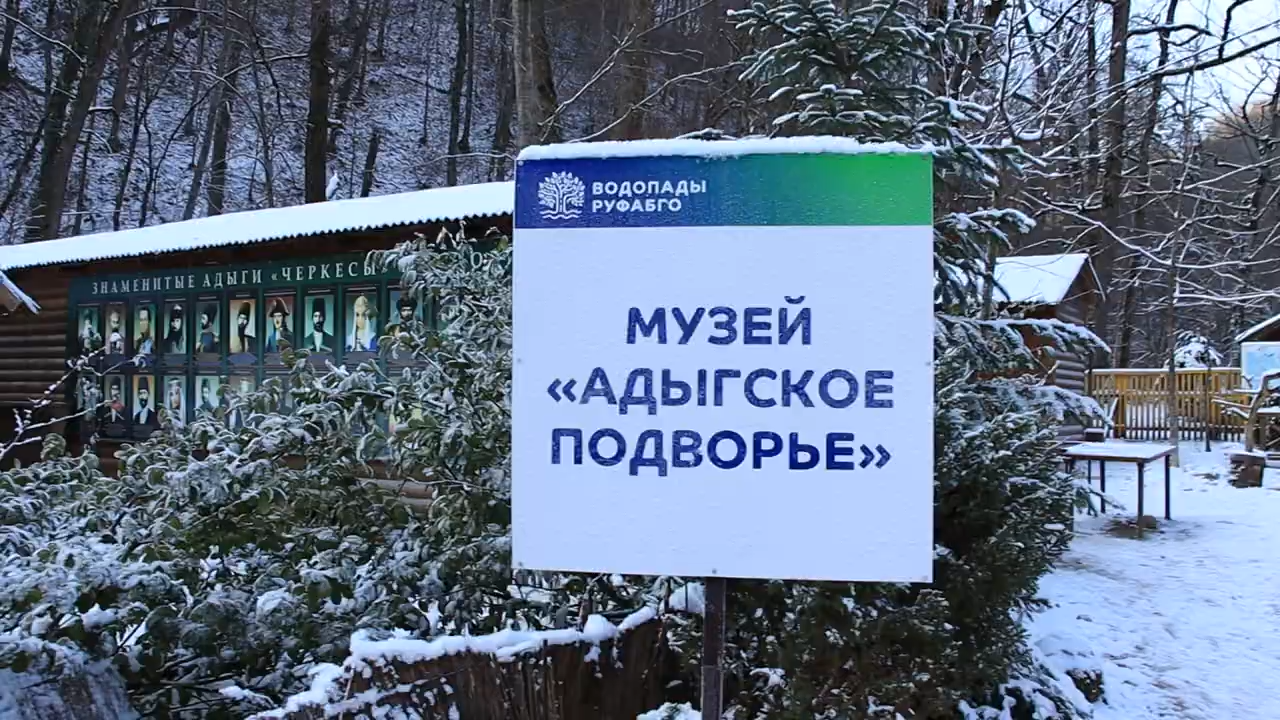 ВОДОПАДЫ
РУФАБГО
МУЗЕЙ
«АДЫГСКОЕ
ПОДВОРЬЕ»
ЗНАМЕНИТЫЕ АДЫГИ «ЧЕРКЕСЫ»